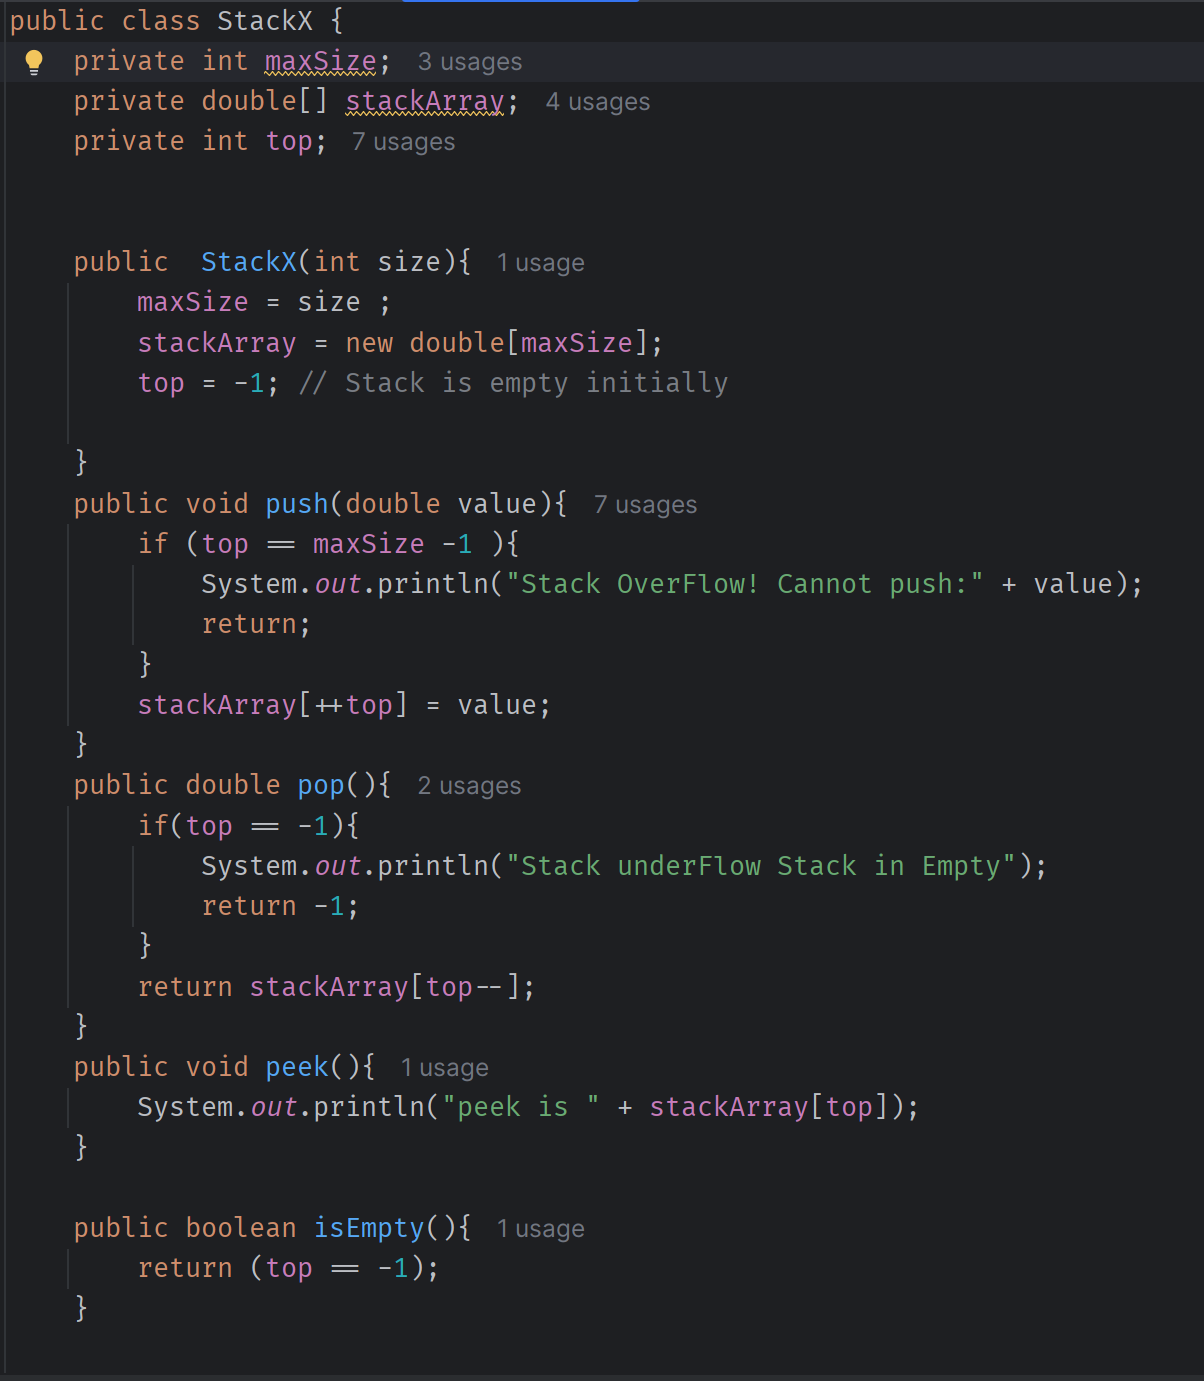 public class StackX {
private int maxSize; 3 usages
private double[] stackArray; 4 usages
private int top; 7 usages
public  StackX(int size){ 1 usage
maxSize = size ;
stackArray = new double[maxSize];
top = -1; // Stack is empty initially
}
public void push(double value){ 7 usages
if (top == maxSize -1 ){
System.out.println("Stack OverFlow! Cannot push:" + value);
return;
}
stackArray[++top] = value;
}
public double pop(){ 2 usages
if(top == -1){
System.out.println("Stack underFlow Stack in Empty");
return -1;
}
return stackArray[top--];
}
public void peek(){ 1 usage
System.out.println("peek is " + stackArray[top]);
}
public boolean isEmpty(){ 1 usage
return (top == -1);
}